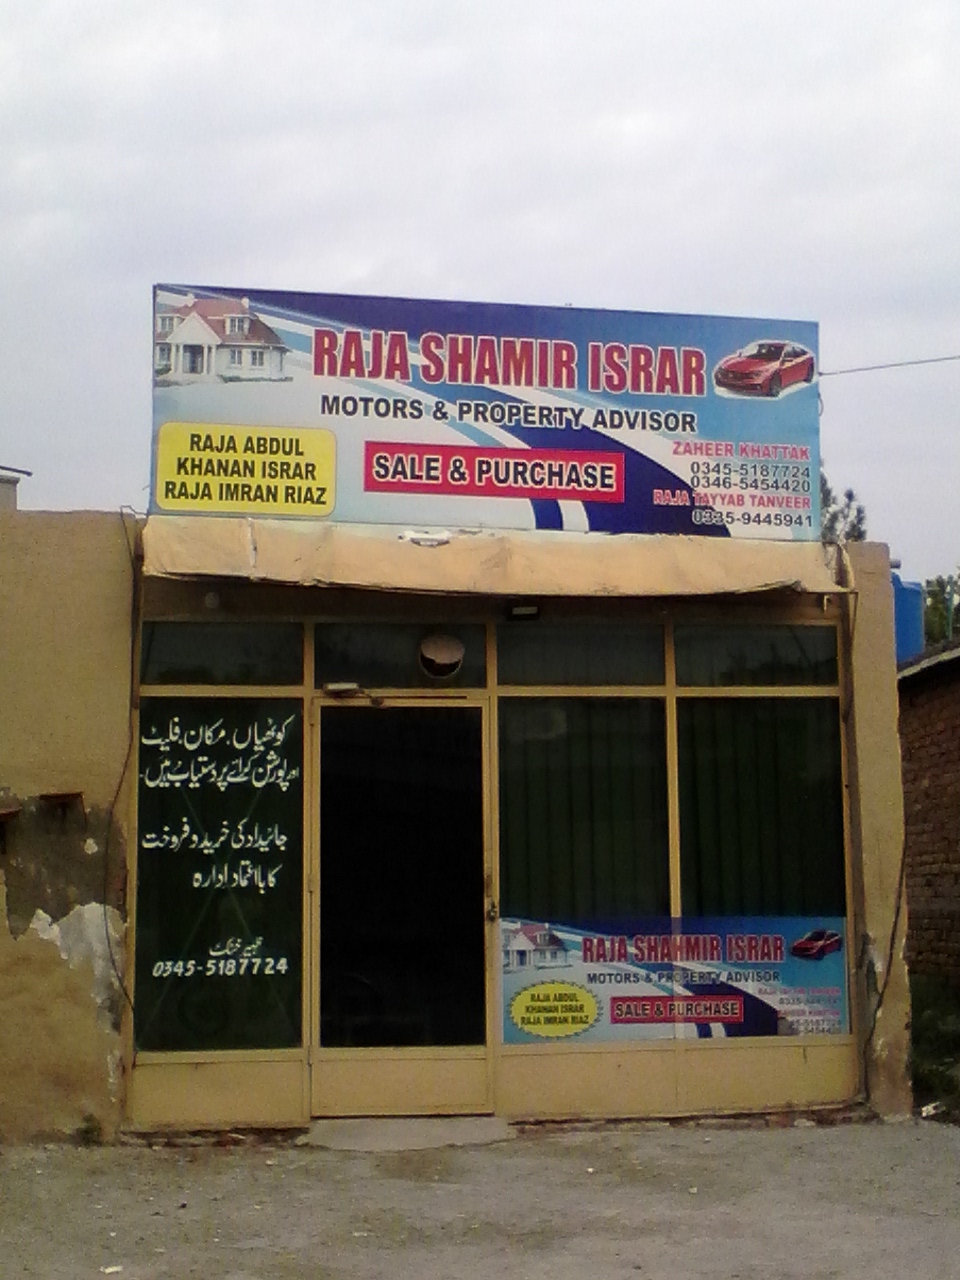 RAJA SHAMIR ISRAR
MOTORS & PROPERTY ADVISOR
RAJA ABDUL
KHANAN ISRAR
RAJA IMRAN RIAZ
SALE & PURCHASE
ZAHEER KHATTAK
0345-5187724
0346-5454420
RAJA TAYYAB TANVEER
0335-9445941
کوٹھیاں، مکان، فلیٹ
اور پورشن کرائے پر دستیاب ہیں۔
جائیداد کی خرید و فروخت
کا بااعتماد ادارہ
ظہیر خٹک
0345-5187724
RAJA SHAHMIR ISRAR
MOTORS & PROPERTY ADVISOR
RAJA ABDUL
KHANAN ISRAR
RAJA IMRAN RIAZ
SALE & PURCHASE